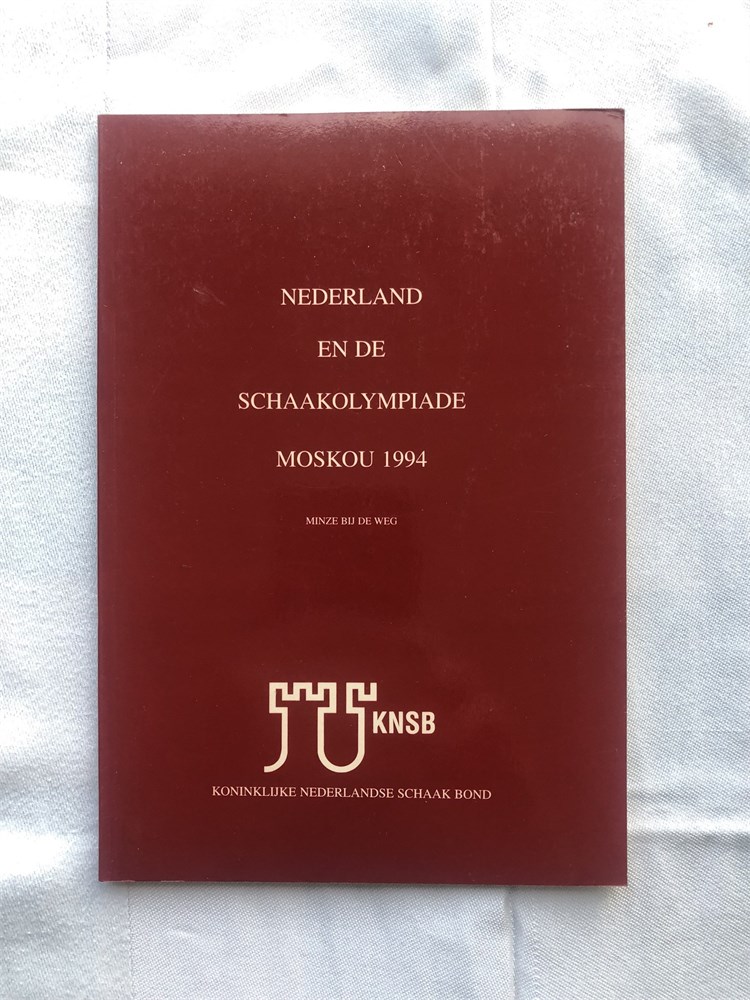 NEDERLAND
EN DE
SCHAAKOLYMPIADE
MOSKOU 1994
MINZE BIJ DE WEG
KNSB
KONINKLIJKE NEDERLANDSE SCHAAK BOND